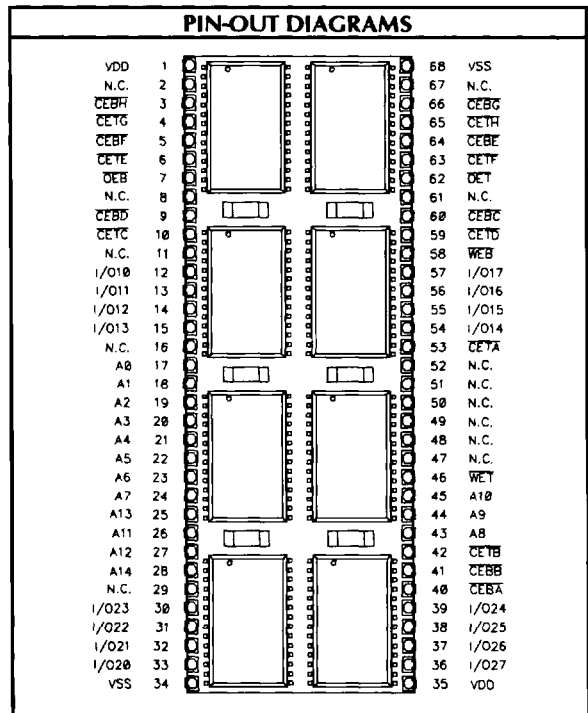 PIN-OUT DIAGRAMS
VDD 1 68 VSS
N.C. 2 67 N.C.
CEBH 3 66 CEBG
CETG 4 65 CETH
CEBF 5 64 CEBE
CETE 6 63 CETF
OEB 7 62 OET
N.C. 8 61 N.C.
CEBD 9 60 CEBC
CETC 10 59 CETD
N.C. 11 58 WEB
I/O10 12 57 I/O17
I/O11 13 56 I/O16
I/O12 14 55 I/O15
I/O13 15 54 I/O14
N.C. 16 53 CETA
A0 17 52 N.C.
A1 18 51 N.C.
A2 19 50 N.C.
A3 20 49 N.C.
A4 21 48 N.C.
A5 22 47 N.C.
A6 23 46 WET
A7 24 45 A10
A13 25 44 A9
A11 26 43 A8
A12 27 42 CETB
A14 28 41 CEBB
N.C. 29 40 CEBA
I/O23 30 39 I/O24
I/O22 31 38 I/O25
I/O21 32 37 I/O26
I/O20 33 36 I/O27
VSS 34 35 VDD